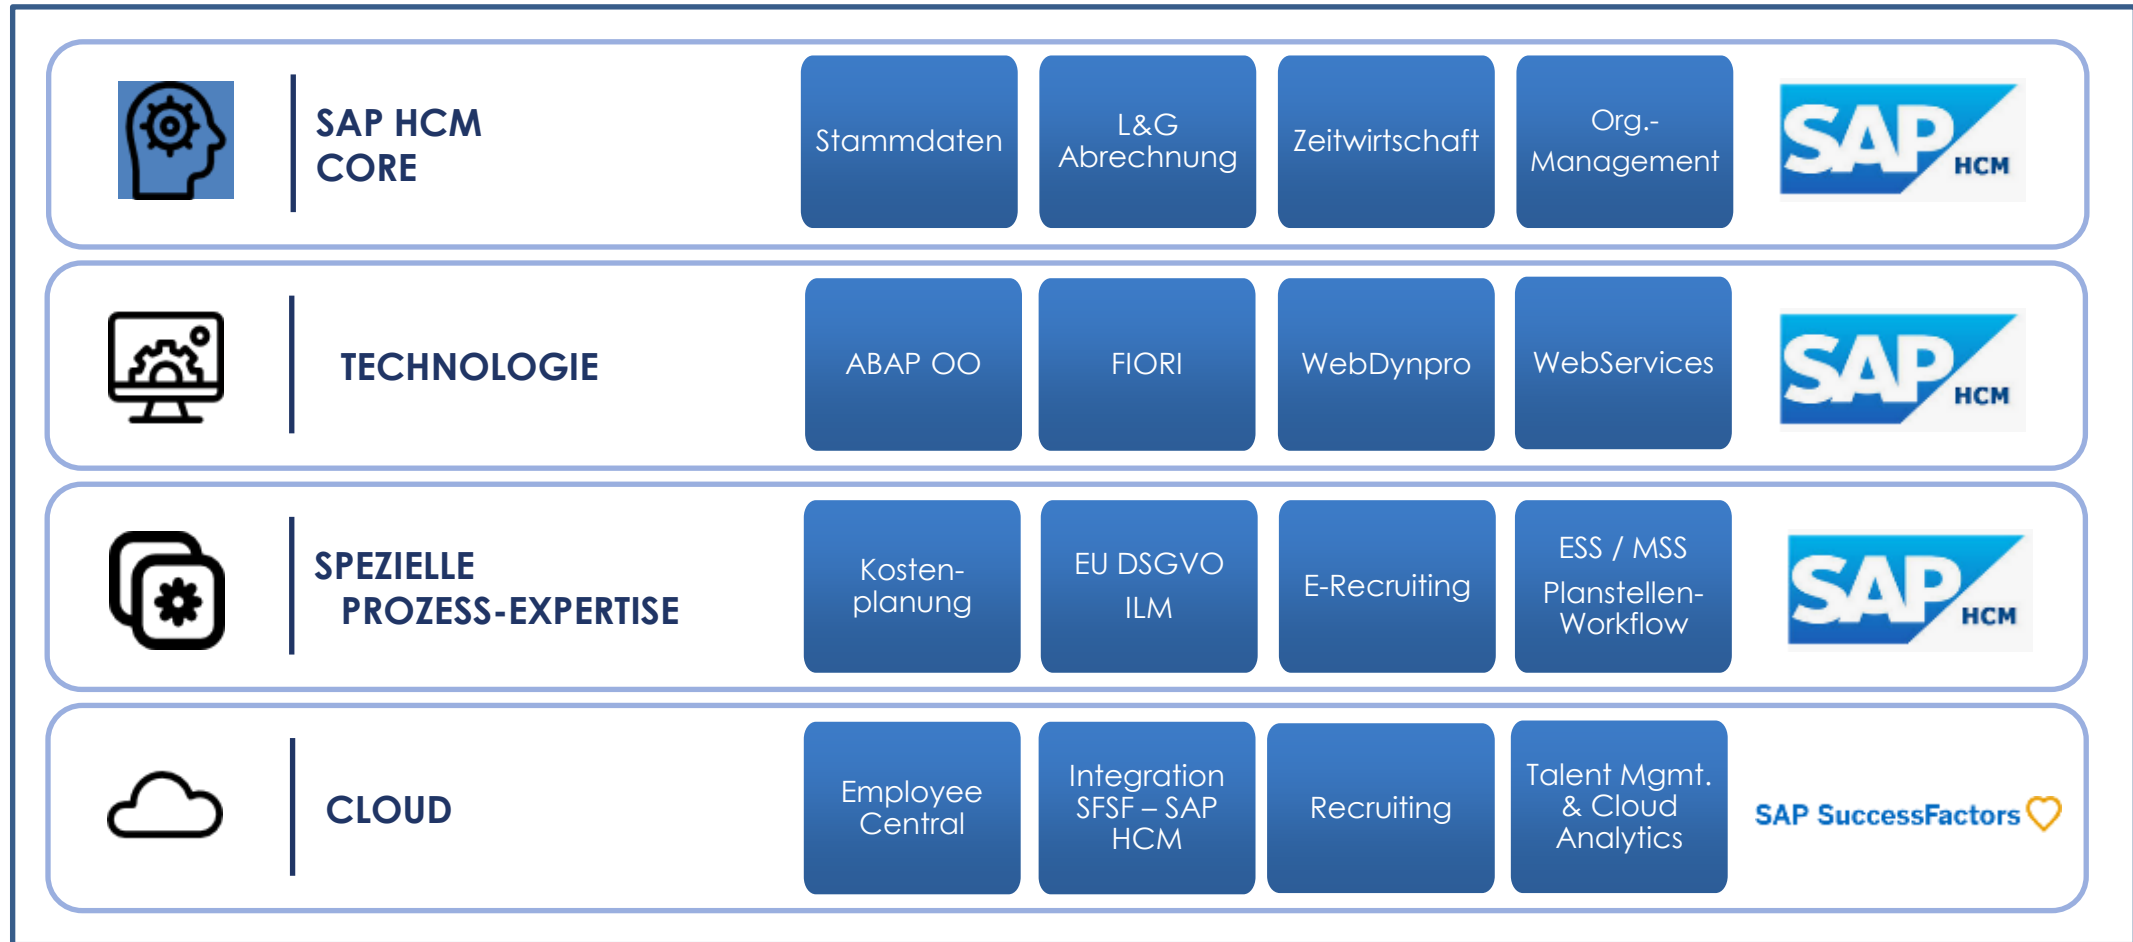 SAP HCM
CORE
Stammdaten
L&G
Abrechnung
Zeitwirtschaft
Org.-
Management
SAP
HCM
TECHNOLOGIE
ABAP OO
FIORI
WebDynpro
WebServices
SAP
HCM
SPEZIELLE
PROZESS-EXPERTISE
Kosten-
planung
EU DSGVO
ILM
E-Recruiting
ESS / MSS
Planstellen-
Workflow
SAP
HCM
CLOUD
Employee
Central
Integration
SFSF – SAP
HCM
Recruiting
Talent Mgmt.
& Cloud
Analytics
SAP SuccessFactors